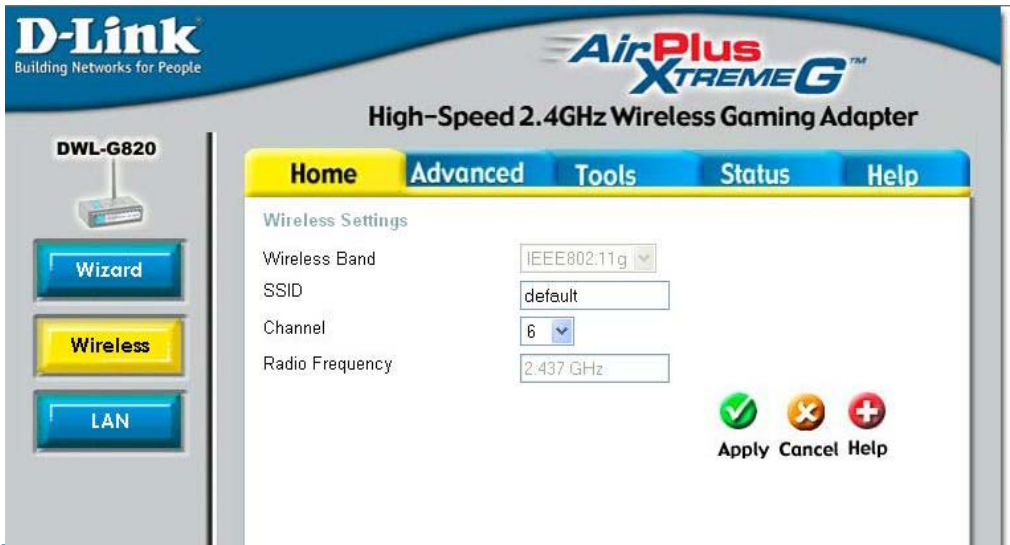 D-Link
Building Networks for People
AirPlus
XTREME G™
High-Speed 2.4GHz Wireless Gaming Adapter
DWL-G820
Home Advanced Tools Status Help
Wizard
Wireless
LAN
Wireless Settings
Wireless Band IEEE802.11g
SSID default
Channel 6
Radio Frequency 2.437 GHz
Apply Cancel Help